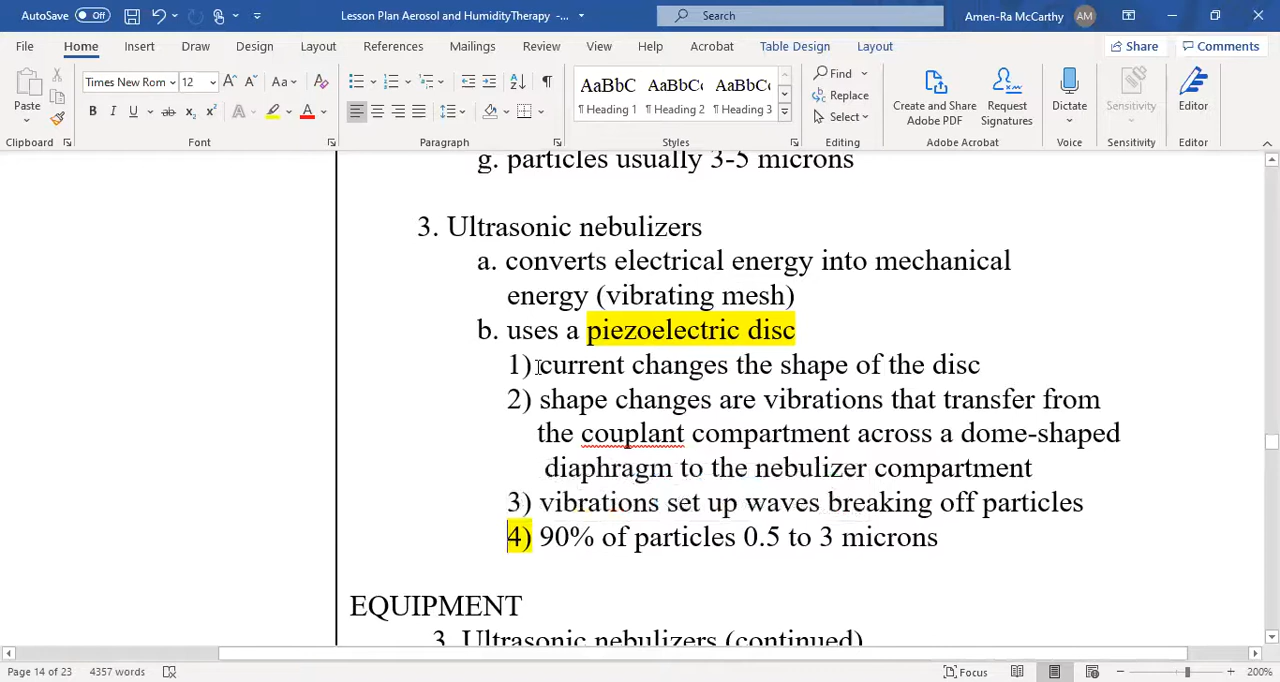 AutoSave Off
Lesson Plan Aerosol and HumidityTherapy -...
Search
Amen-Ra McCarthy AM
File Home Insert Draw Design Layout References Mailings Review View Help Acrobat Table Design Layout Share Comments
Paste
Times New Rom 12
Aa
B I U ab x₂ x² A A
AaBbC AaBbCc AaBbCc
¶ Heading 1 ¶ Heading 2 ¶ Heading 3
Find
Replace
Select
Create and Share Adobe PDF
Request Signatures
Dictate
Sensitivity
Editor
Clipboard Font Paragraph Styles Editing Adobe Acrobat Voice Sensitivity Editor
g. particles usually 3-5 microns
3. Ultrasonic nebulizers
a. converts electrical energy into mechanical
energy (vibrating mesh)
b. uses a piezoelectric disc
1) current changes the shape of the disc
2) shape changes are vibrations that transfer from
the couplant compartment across a dome-shaped
diaphragm to the nebulizer compartment
3) vibrations set up waves breaking off particles
4) 90% of particles 0.5 to 3 microns
EQUIPMENT
3. Ultrasonic nebulizers (continued)
Page 14 of 23 4357 words Focus 200%